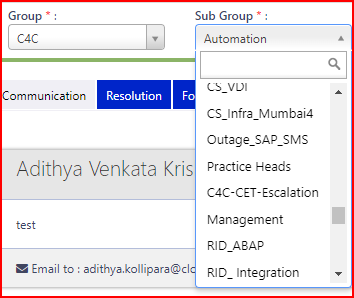 Group * :
Sub Group * :
C4C
Automation
CS_VDI
CS_Infra_Mumbai4
Outage_SAP_SMS
Practice Heads
C4C-CET-Escalation
Management
RID_ABAP
RID_ Integration
Communication
Resolution
Fo
Adithya Venkata Kris
test
Email to : adithya.kollipara@clo